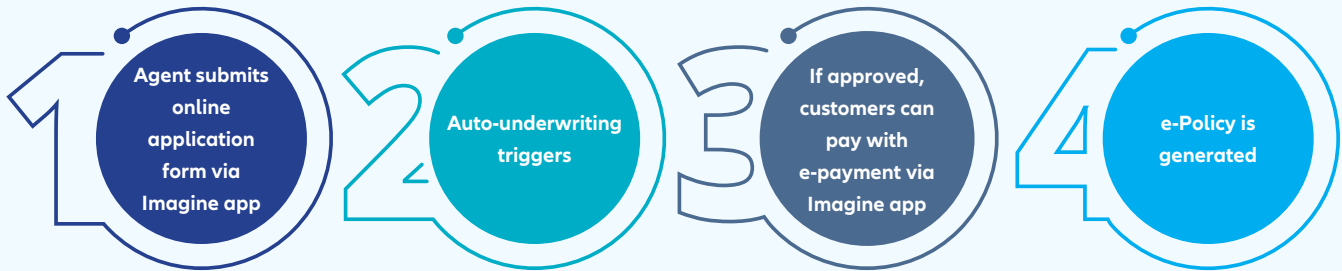 1
Agent submits
online
application
form via
Imagine app
2
Auto-underwriting
triggers
3
If approved,
customers can
pay with
e-payment via
Imagine app
4
e-Policy is
generated